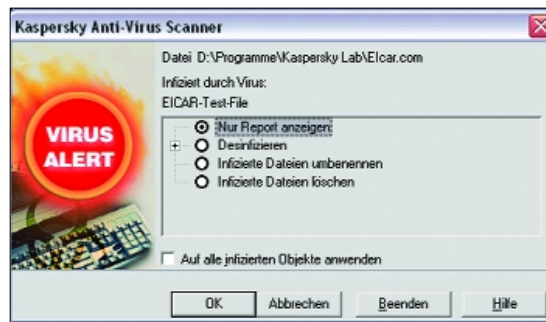 Kaspersky Anti-Virus Scanner
Datei D:\Programme\Kaspersky Lab\EIcar.com
Infiziert durch Virus:
EICAR-Test-File
VIRUS
ALERT
Nur Report anzeigen
Desinfizieren
Infizierte Dateien umbenennen
Infizierte Dateien löschen
Auf alle infizierten Objekte anwenden
OK
Abbrechen
Beenden
Hilfe